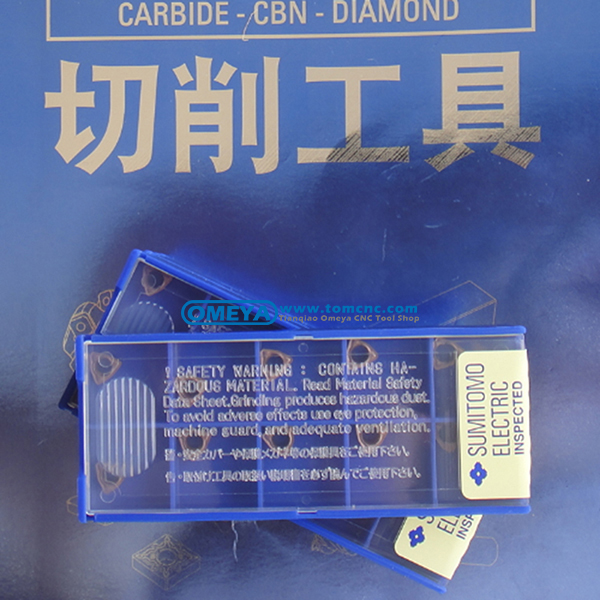 CARBIDE - CBN - DIAMOND
切削工具
OMEYA www.tomcnc.com
Tianqiao Omeya CNC Tool Shop
SAFETY WARNING : CONTAINS HA-
ZARDOUS MATERIAL. Read Material Safety
Data Sheet. Grinding produces hazardous dust.
To avoid adverse effects use eye protection,
machine guard, and adequate ventilation.
SUMITOMO
ELECTRIC
INSPECTED